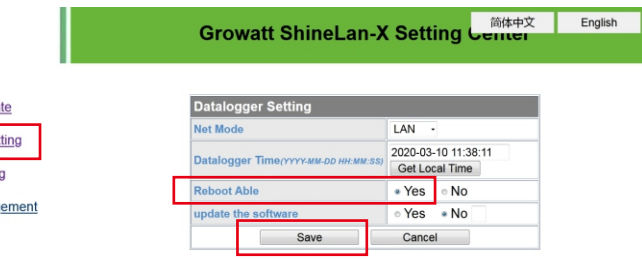 简体中文 English
Growatt ShineLan-X Setting Center
Datalogger Setting
Net Mode LAN
Datalogger Time(YYYY-MM-DD HH:MM:SS) 2020-03-10 11:38:11
Get Local Time
Reboot Able Yes No
update the software Yes No
Save Cancel